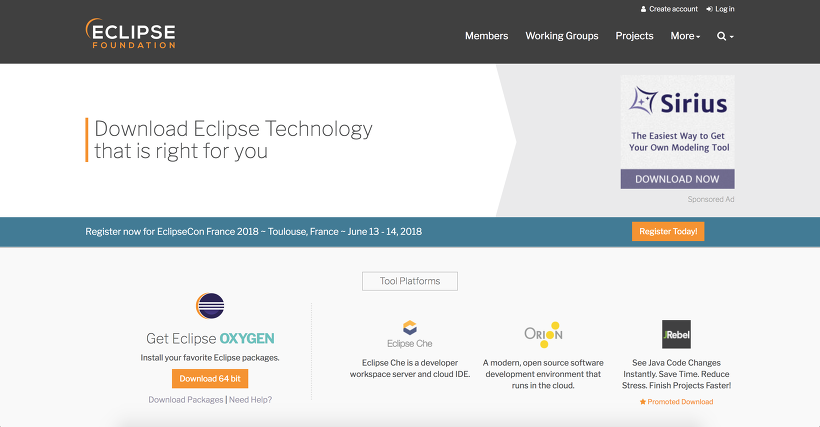 Create account Log in
ECLIPSE
FOUNDATION
Members Working Groups Projects More
Download Eclipse Technology
that is right for you
Sirius
The Easiest Way to Get
Your Own Modeling Tool
DOWNLOAD NOW
Sponsored Ad
Register now for EclipseCon France 2018 ~ Toulouse, France ~ June 13 - 14, 2018
Register Today!
Tool Platforms
Get Eclipse OXYGEN
Install your favorite Eclipse packages.
Download 64 bit
Download Packages | Need Help?
Eclipse Che
Eclipse Che is a developer
workspace server and cloud IDE.
ORION
A modern, open source software
development environment that
runs in the cloud.
JRebel
See Java Code Changes
Instantly. Save Time. Reduce
Stress. Finish Projects Faster!
Promoted Download